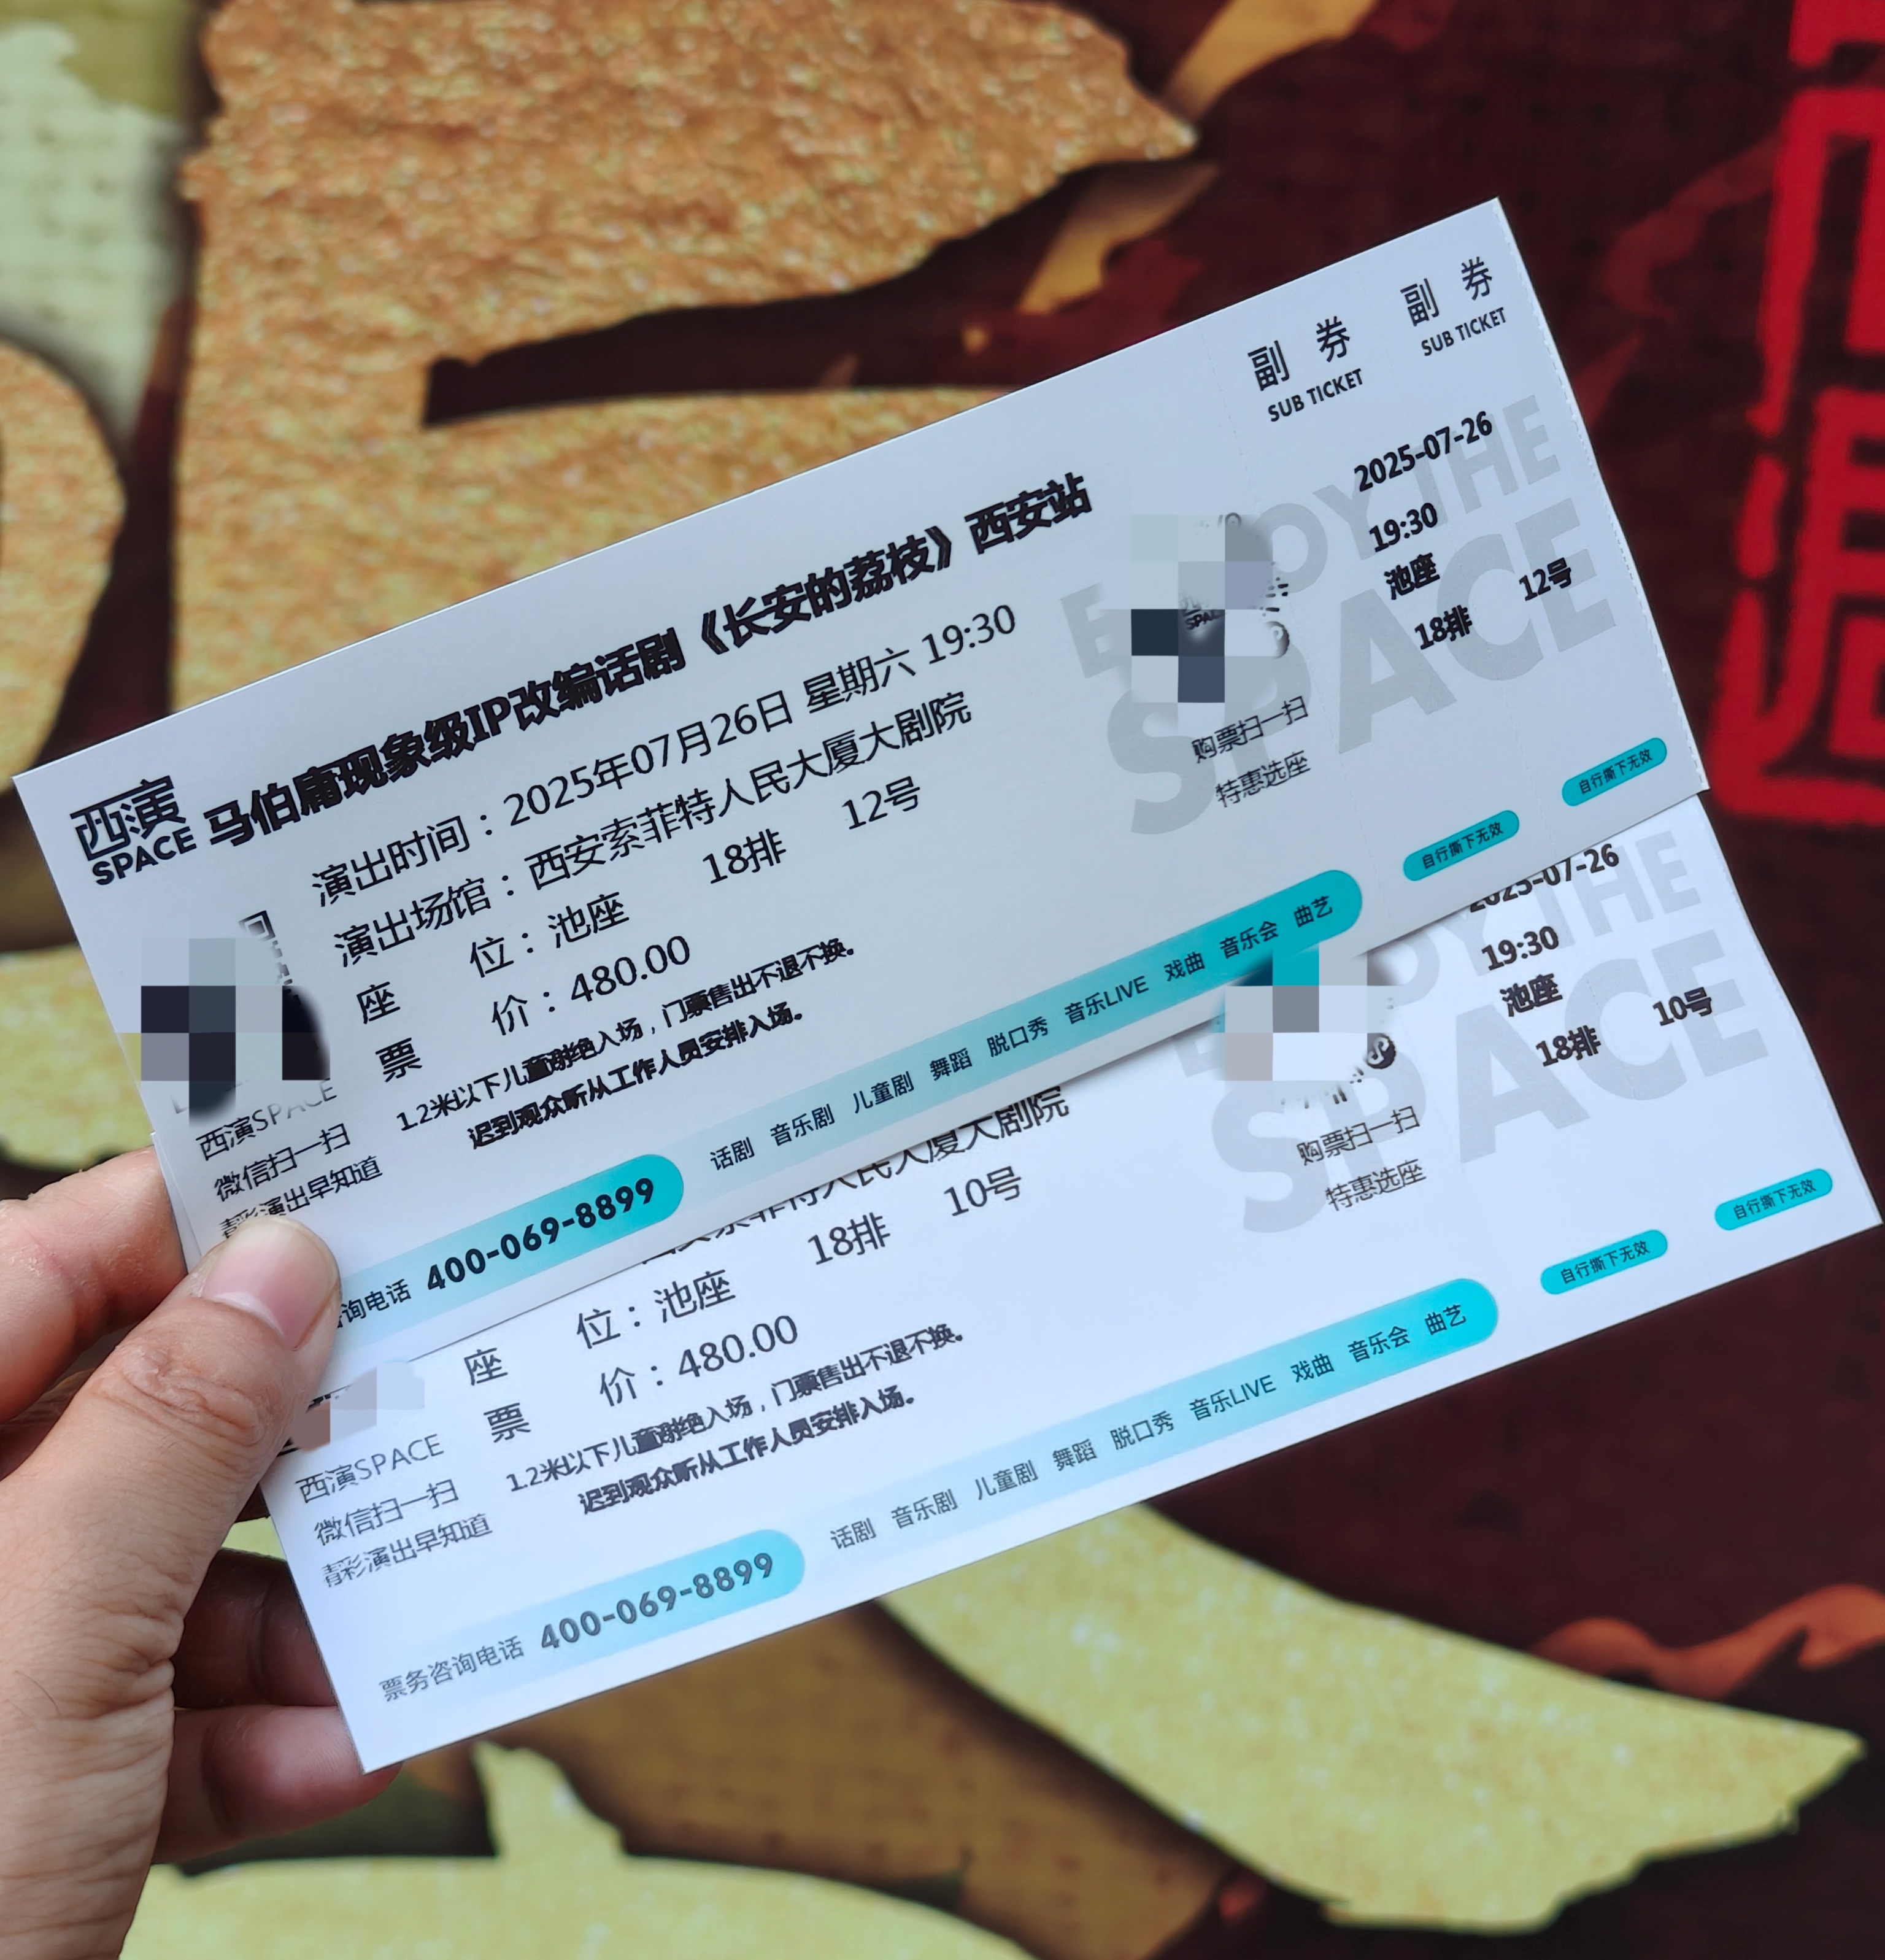 西演
SPACE
马伯庸现象级IP改编话剧《长安的荔枝》西安站
演出时间：2025年07月26日 星期六 19:30
演出场馆：西安索菲特人民大厦大剧院
座 位：池座 18排 12号
票 价：480.00
1.2米以下儿童谢绝入场，门票售出不退不换。
迟到观众听从工作人员安排入场。
西演SPACE
微信扫一扫
精彩演出早知道
询电话 400-069-8899
话剧 音乐剧 儿童剧 舞蹈 脱口秀 音乐LIVE 戏曲 音乐会 曲艺
购票扫一扫
特惠选座
副 券
SUB TICKET
副 券
SUB TICKET
2025-07-26
19:30
池座
18排 12号
自行撕下无效
自行撕下无效
OY THE
SPACE
人民大厦大剧院
座 位：池座 18排 10号
票 价：480.00
1.2米以下儿童谢绝入场，门票售出不退不换。
迟到观众听从工作人员安排入场。
西演SPACE
微信扫一扫
精彩演出早知道
票务咨询电话 400-069-8899
话剧 音乐剧 儿童剧 舞蹈 脱口秀 音乐LIVE 戏曲 音乐会 曲艺
购票扫一扫
特惠选座
2025-07-26
19:30
池座
18排 10号
自行撕下无效
自行撕下无效
OY THE
SPACE